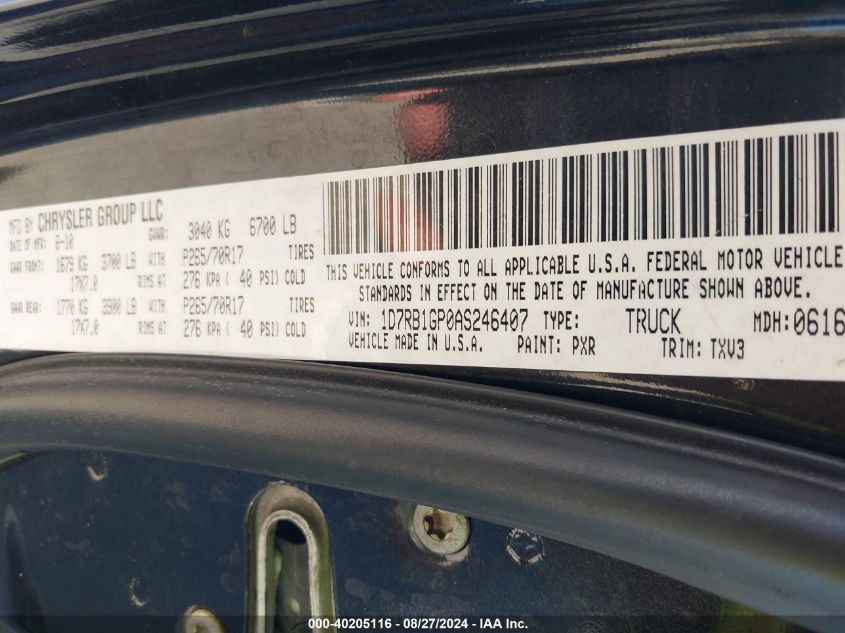 MFD BY CHRYSLER GROUP LLC
DATE OF MFR: 6-10 GVWR: 3040 KG 6700 LB
GAWR FRONT: 1679 KG 3700 LB WITH P265/70R17 TIRES
17X7.0 RIMS AT 276 KPA ( 40 PSI) COLD
GAWR REAR: 1770 KG 3900 LB WITH P265/70R17 TIRES
17X7.0 RIMS AT 276 KPA ( 40 PSI) COLD
THIS VEHICLE CONFORMS TO ALL APPLICABLE U.S.A. FEDERAL MOTOR VEHICLE
STANDARDS IN EFFECT ON THE DATE OF MANUFACTURE SHOWN ABOVE.
VIN: 1D7RB1GP0AS246407 TYPE: TRUCK MDH: 0616
VEHICLE MADE IN U.S.A. PAINT: PXR TRIM: TXV3
000-40205116 - 08/27/2024 - IAA Inc.